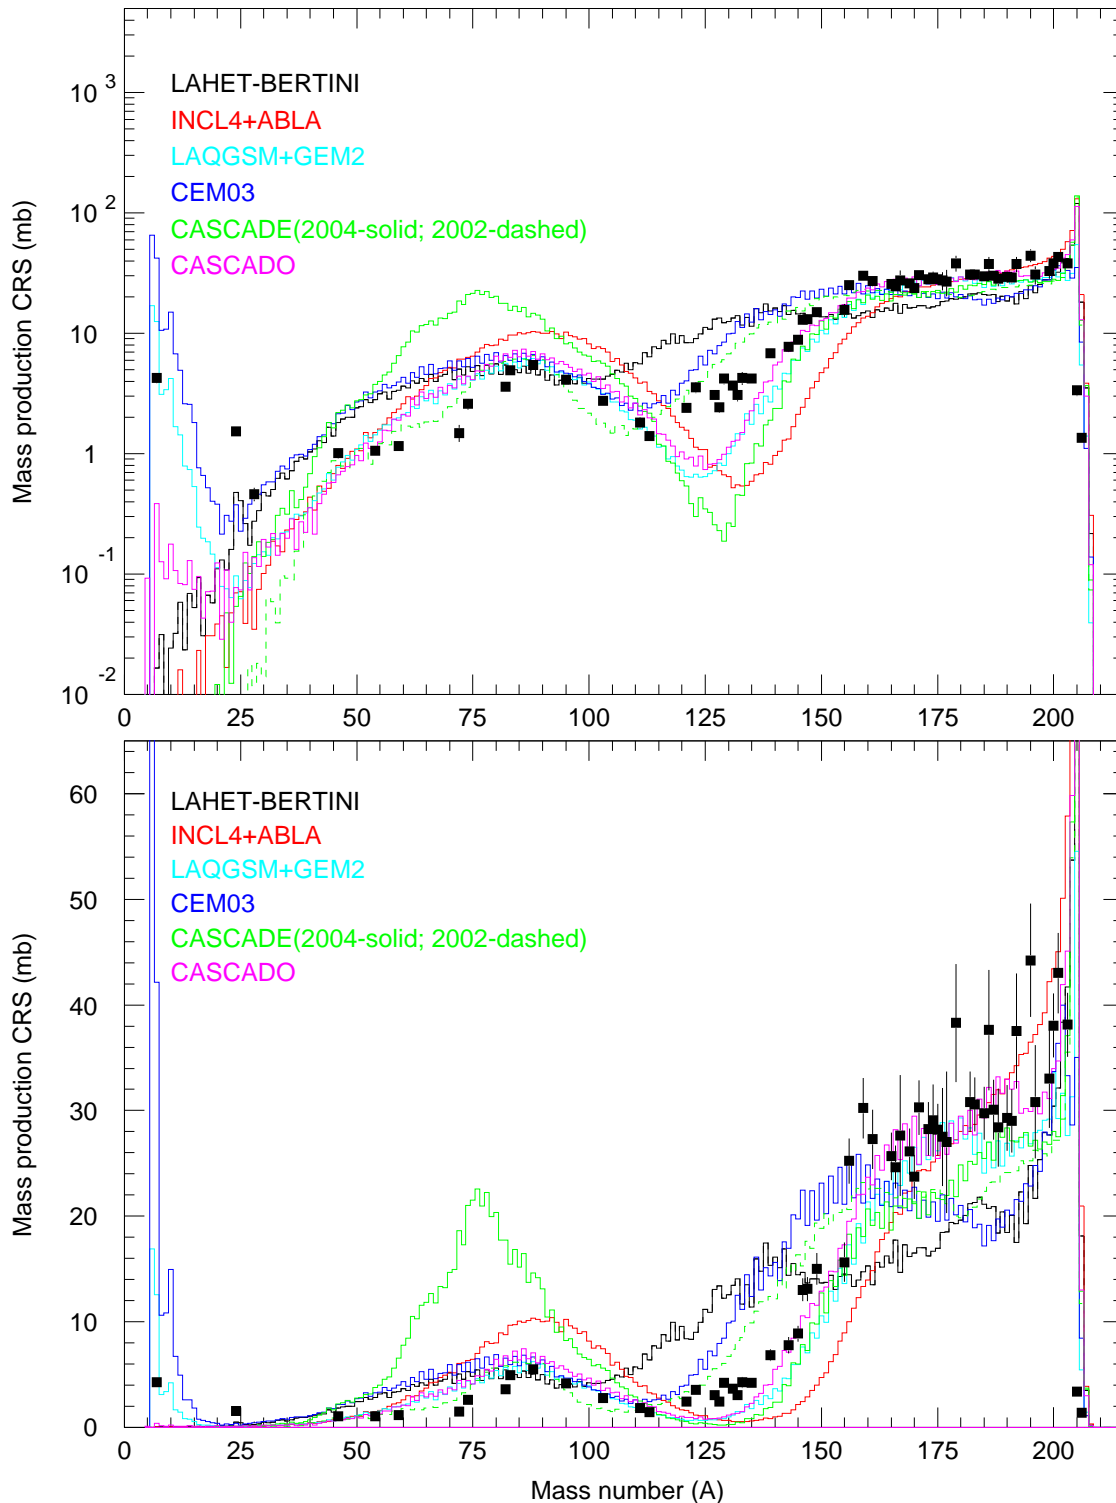 Mass production CRS (mb)
10 3
10 2
10
1
10 -1
10 -2
LAHET-BERTINI
INCL4+ABLA
LAQGSM+GEM2
CEM03
CASCADE(2004-solid; 2002-dashed)
CASCADO
0 25 50 75 100 125 150 175 200
Mass production CRS (mb)
60
50
40
30
20
10
0
LAHET-BERTINI
INCL4+ABLA
LAQGSM+GEM2
CEM03
CASCADE(2004-solid; 2002-dashed)
CASCADO
0 25 50 75 100 125 150 175 200
Mass number (A)